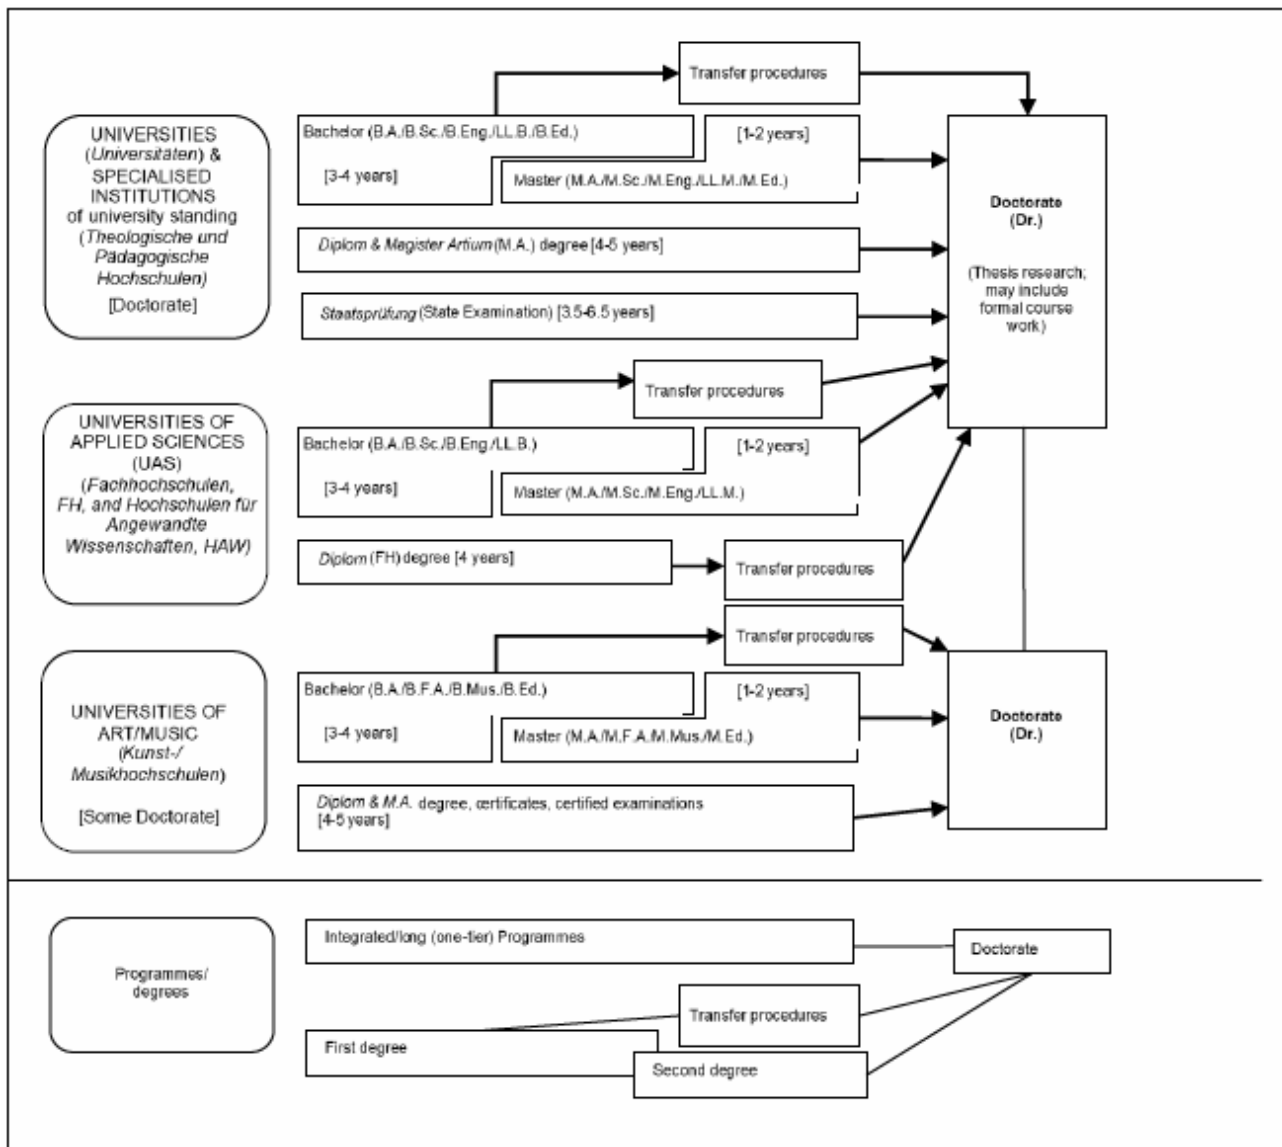 Transfer procedures
UNIVERSITIES
(Universitäten) &
SPECIALISED
INSTITUTIONS
of university standing
(Theologische und
Pädagogische
Hochschulen)
[Doctorate]
Bachelor (B.A./B.Sc./B.Eng./LL.B./B.Ed.)
[3-4 years]
[1-2 years]
Master (M.A./M.Sc./M.Eng./LL.M./M.Ed.)
Diplom & Magister Artium (M.A.) degree [4-5 years]
Staatsprüfung (State Examination) [3.5-6.5 years]
Doctorate
(Dr.)
(Thesis research;
may include
formal course
work)
Transfer procedures
UNIVERSITIES OF
APPLIED SCIENCES
(UAS)
(Fachhochschulen,
FH, and Hochschulen für
Angewandte
Wissenschaften, HAW)
Bachelor (B.A./B.Sc./B.Eng./LL.B.)
[3-4 years]
[1-2 years]
Master (M.A./M.Sc./M.Eng./LL.M.)
Diplom (FH) degree [4 years]
Transfer procedures
Transfer procedures
UNIVERSITIES OF
ART/MUSIC
(Kunst-/
Musikhochschulen)
[Some Doctorate]
Bachelor (B.A./B.F.A./B.Mus./B.Ed.)
[3-4 years]
[1-2 years]
Master (M.A./M.F.A./M.Mus./M.Ed.)
Diplom & M.A. degree, certificates, certified examinations
[4-5 years]
Doctorate
(Dr.)
Programmes/
degrees
Integrated/long (one-tier) Programmes
Doctorate
Transfer procedures
First degree
Second degree